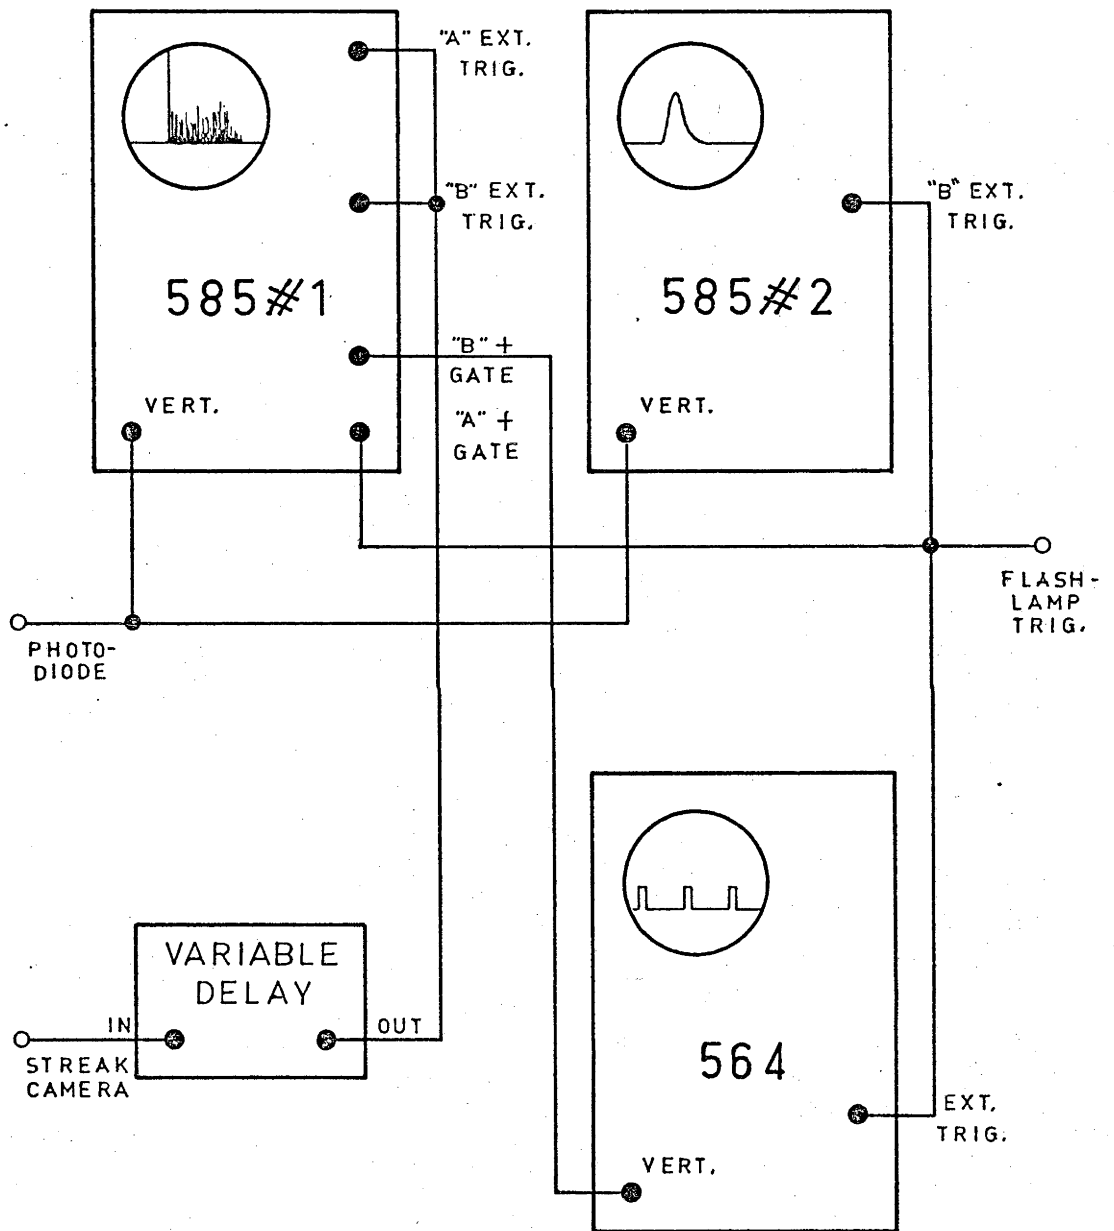 "A" EXT.
TRIG.
"B" EXT.
TRIG.
585#1
"B" +
GATE
VERT.
"A" +
GATE
"B" EXT.
TRIG.
585#2
VERT.
FLASH-
LAMP
TRIG.
PHOTO-
DIODE
VARIABLE
DELAY
IN
OUT
STREAK
CAMERA
564
EXT.
TRIG.
VERT.